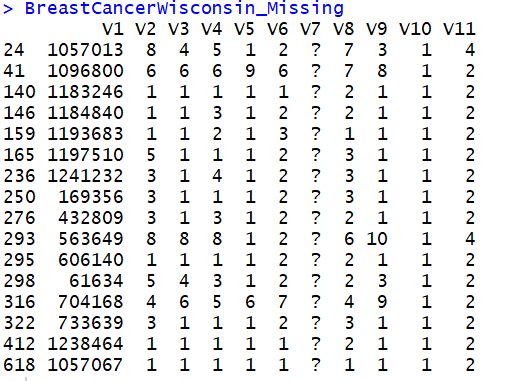 > BreastCancerWisconsin_Missing
V1 V2 V3 V4 V5 V6 V7 V8 V9 V10 V11
24 1057013 8 4 5 1 2 ? 7 3 1 4
41 1096800 6 6 6 9 6 ? 7 8 1 2
140 1183246 1 1 1 1 1 ? 2 1 1 2
146 1184840 1 1 3 1 2 ? 2 1 1 2
159 1193683 1 1 2 1 3 ? 1 1 1 2
165 1197510 5 1 1 1 2 ? 3 1 1 2
236 1241232 3 1 4 1 2 ? 3 1 1 2
250 169356 3 1 1 1 2 ? 3 1 1 2
276 432809 3 1 3 1 2 ? 2 1 1 2
293 563649 8 8 8 1 2 ? 6 10 1 4
295 606140 1 1 1 1 2 ? 2 1 1 2
298 61634 5 4 3 1 2 ? 2 3 1 2
316 704168 4 6 5 6 7 ? 4 9 1 2
322 733639 3 1 1 1 2 ? 3 1 1 2
412 1238464 1 1 1 1 1 ? 2 1 1 2
618 1057067 1 1 1 1 1 ? 1 1 1 2